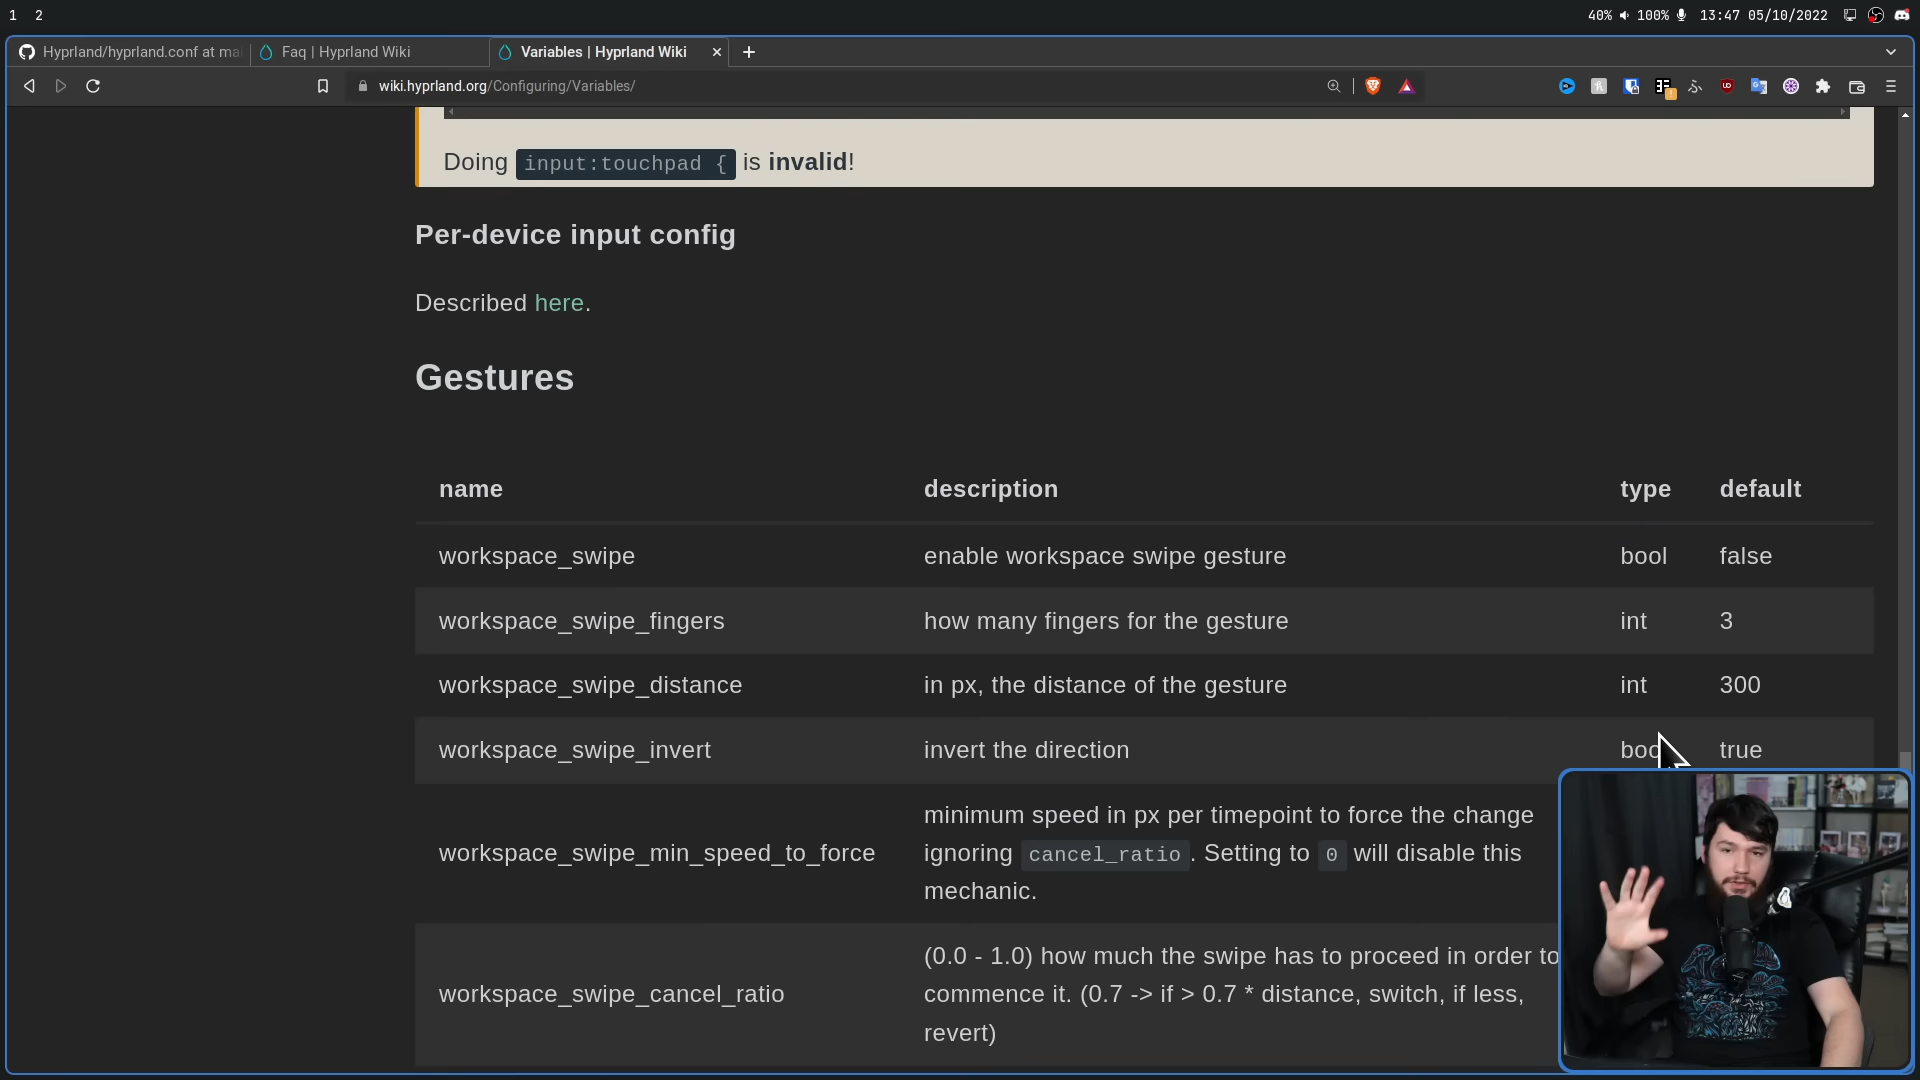 1 2
40% 100% 13:47 05/10/2022
Hyprland/hyprland.conf at mai
Faq | Hyprland Wiki
Variables | Hyprland Wiki
wiki.hyprland.org/Configuring/Variables/
Doing input:touchpad { is invalid!
Per-device input config
Described here.
Gestures
name description type default
workspace_swipe enable workspace swipe gesture bool false
workspace_swipe_fingers how many fingers for the gesture int 3
workspace_swipe_distance in px, the distance of the gesture int 300
workspace_swipe_invert invert the direction boo true
minimum speed in px per timepoint to force the change
workspace_swipe_min_speed_to_force ignoring cancel_ratio. Setting to 0 will disable this
mechanic.
(0.0 - 1.0) how much the swipe has to proceed in order to
workspace_swipe_cancel_ratio commence it. (0.7 -> if > 0.7 * distance, switch, if less,
revert)